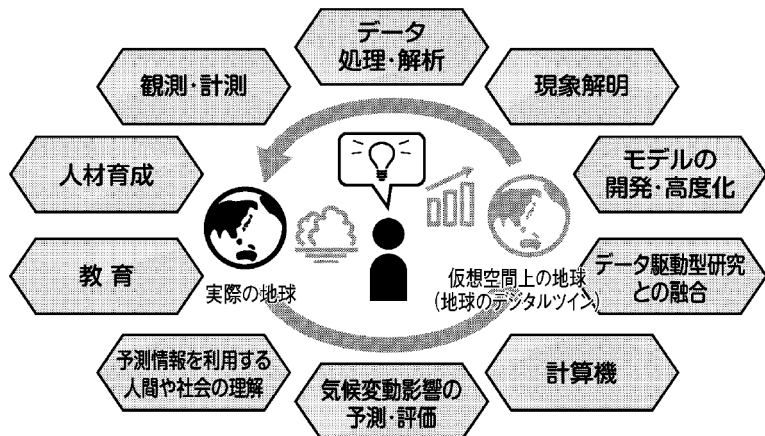 データ
処理・解析
観測・計測
現象解明
人材育成
モデルの
開発・高度化
教育
実際の地球
仮想空間上の地球
(地球のデジタルツイン)
データ駆動型研究
との融合
予測情報を利用する
人間や社会の理解
気候変動影響の
予測・評価
計算機